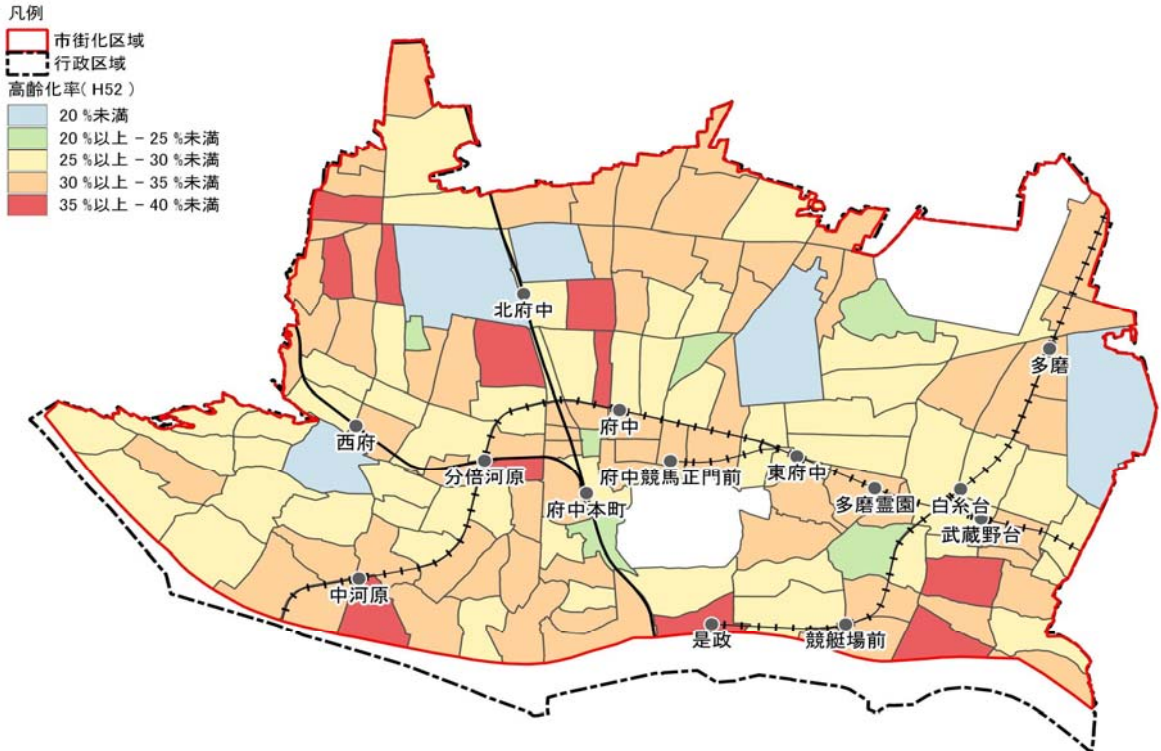 凡例
市街化区域
行政区域
高齢化率( H52 )
20 %未満
20 %以上 - 25 %未満
25 %以上 - 30 %未満
30 %以上 - 35 %未満
35 %以上 - 40 %未満
北府中
多磨
府中
西府
分倍河原
府中競馬正門前
東府中
府中本町
多磨霊園
白糸台
武蔵野台
中河原
是政
競艇場前